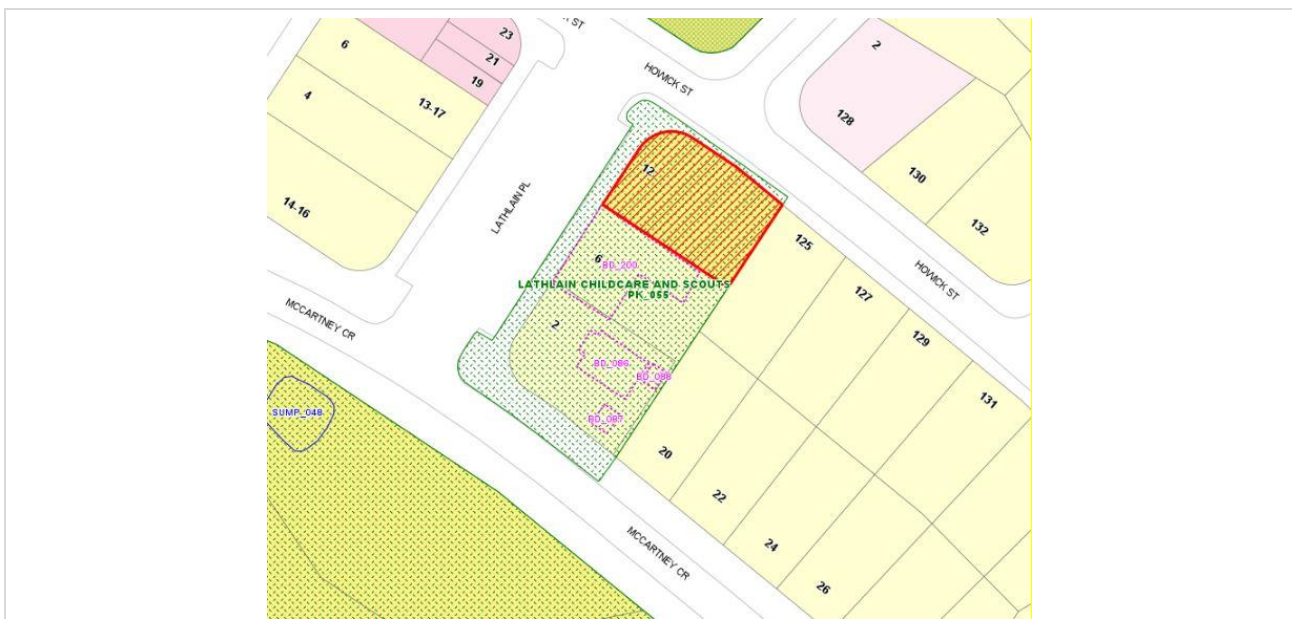 ST
23
21
19
6
4
13-17
14-16
HOWICK ST
2
128
130
132
LATHLAIN PL
12
125
127
129
131
HOWICK ST
6
BD_200
LATHLAIN CHILDCARE AND SCOUTS
PK_055
2
BD_086
BD_087
MCCARTNEY CR
SUMP_048
20
22
24
26
MCCARTNEY CR